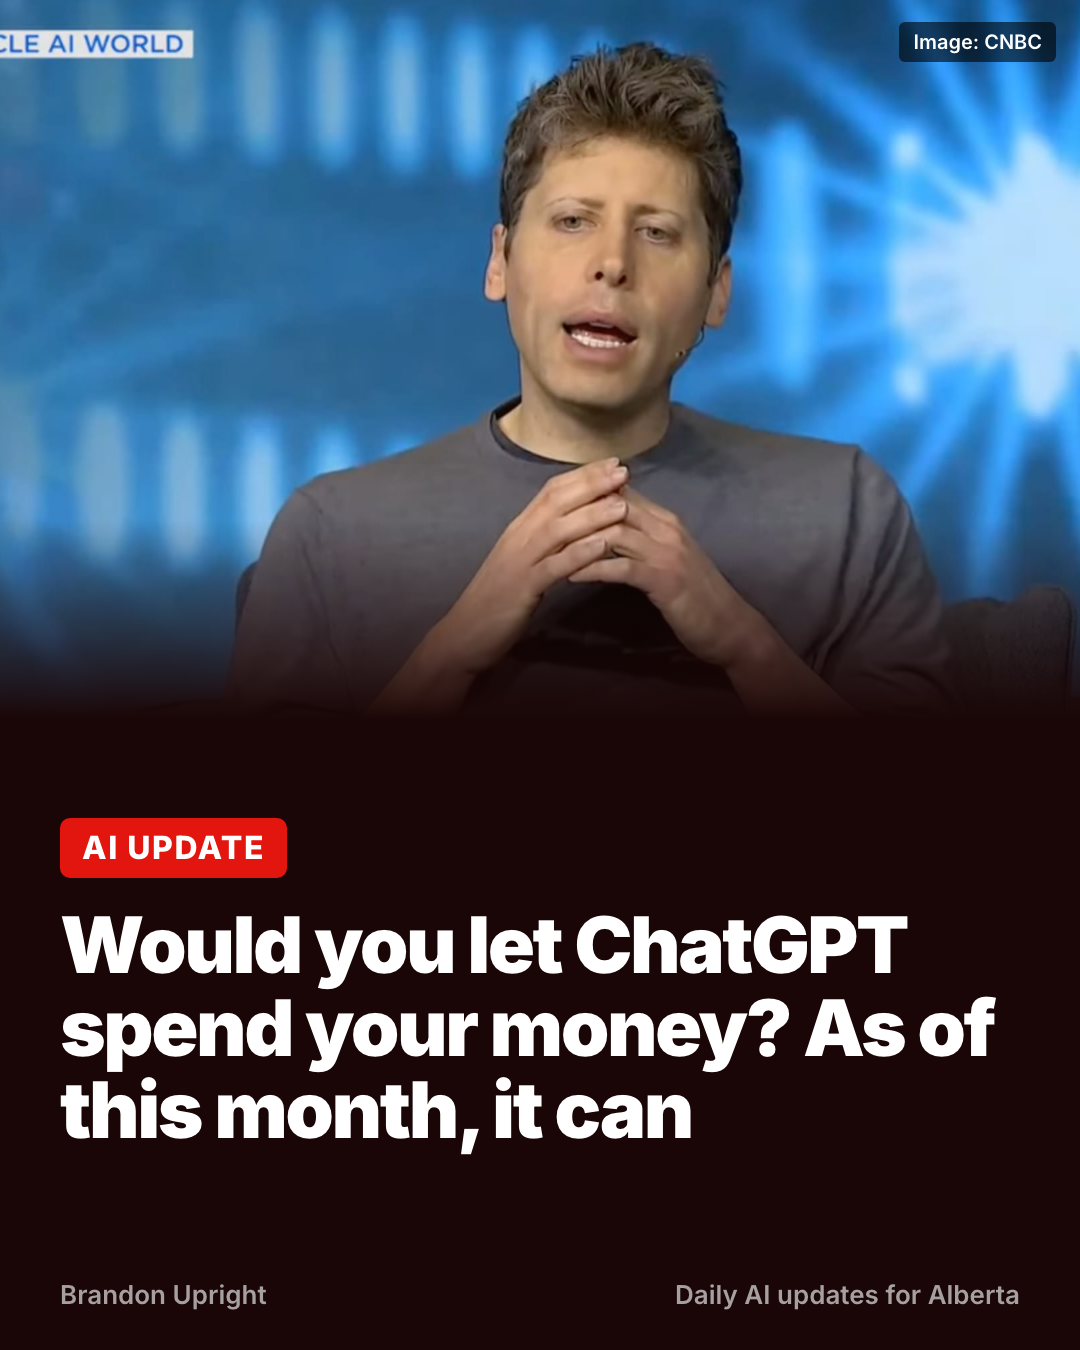 CLE AI WORLD
Image: CNBC
AI UPDATE
Would you let ChatGPT
spend your money? As of
this month, it can
Brandon Upright
Daily AI updates for Alberta